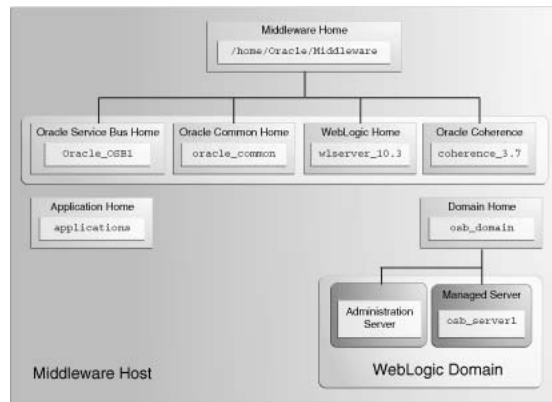 Middleware Home
/home/Oracle/Middleware
Oracle Service Bus Home
Oracle_OSB1
Oracle Common Home
oracle_common
WebLogic Home
wlserver_10.3
Oracle Coherence
coherence_3.7
Application Home
applications
Domain Home
osb_domain
Administration
Server
Managed Server
osb_server1
Middleware Host
WebLogic Domain